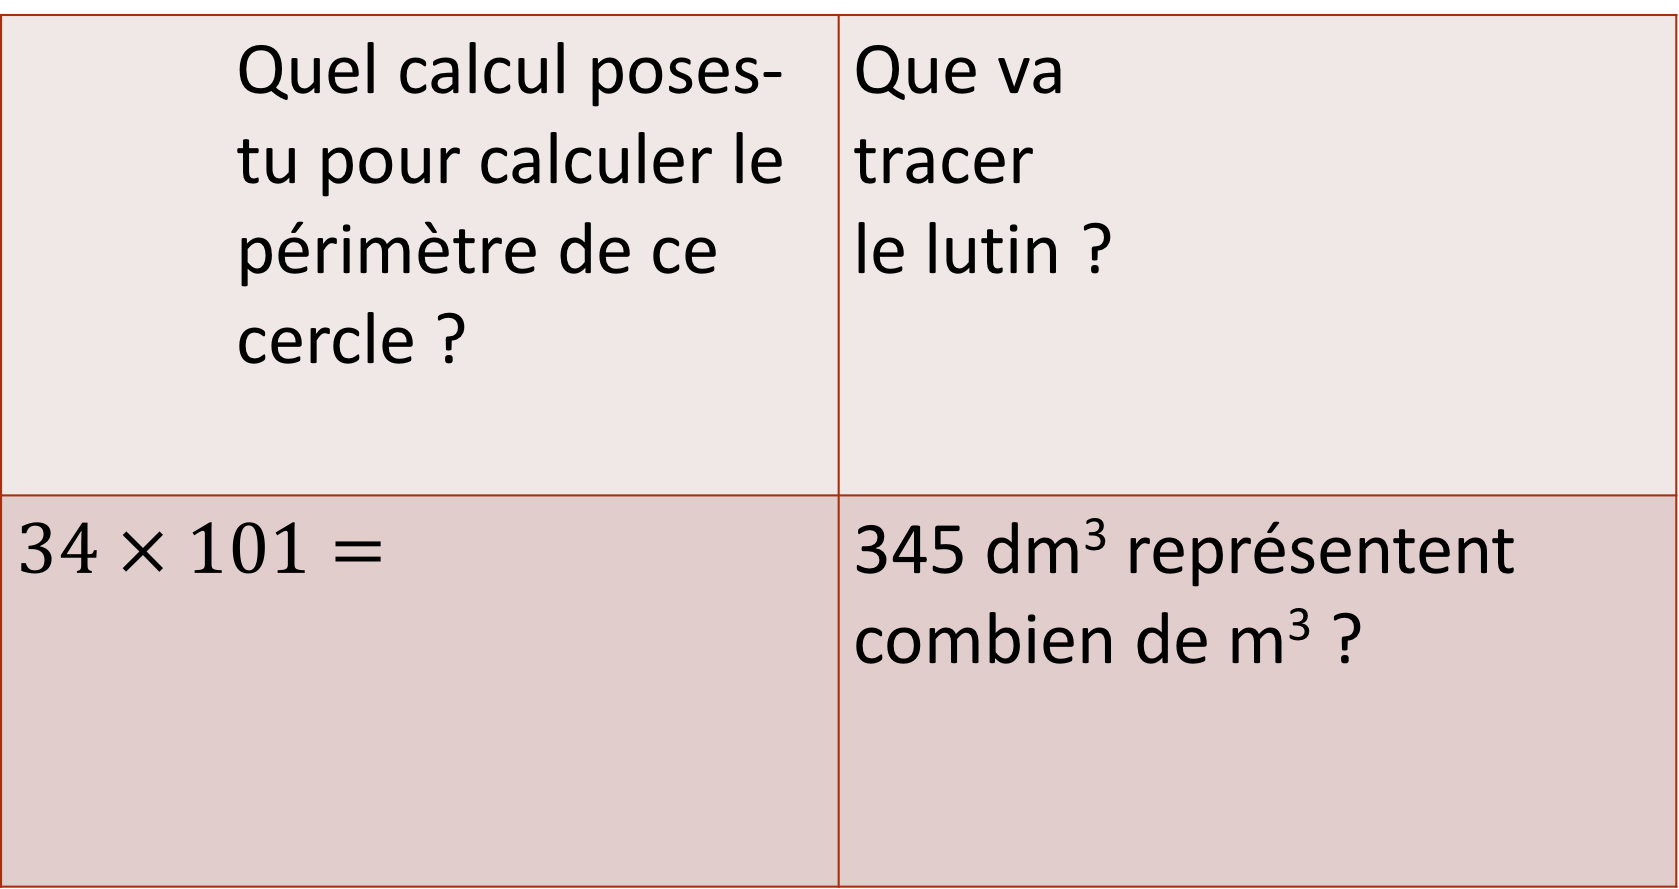 Quel calcul poses-
tu pour calculer le
périmètre de ce
cercle ?
Que va
tracer
le lutin ?
34 × 101 =
345 dm³ représentent
combien de m³ ?